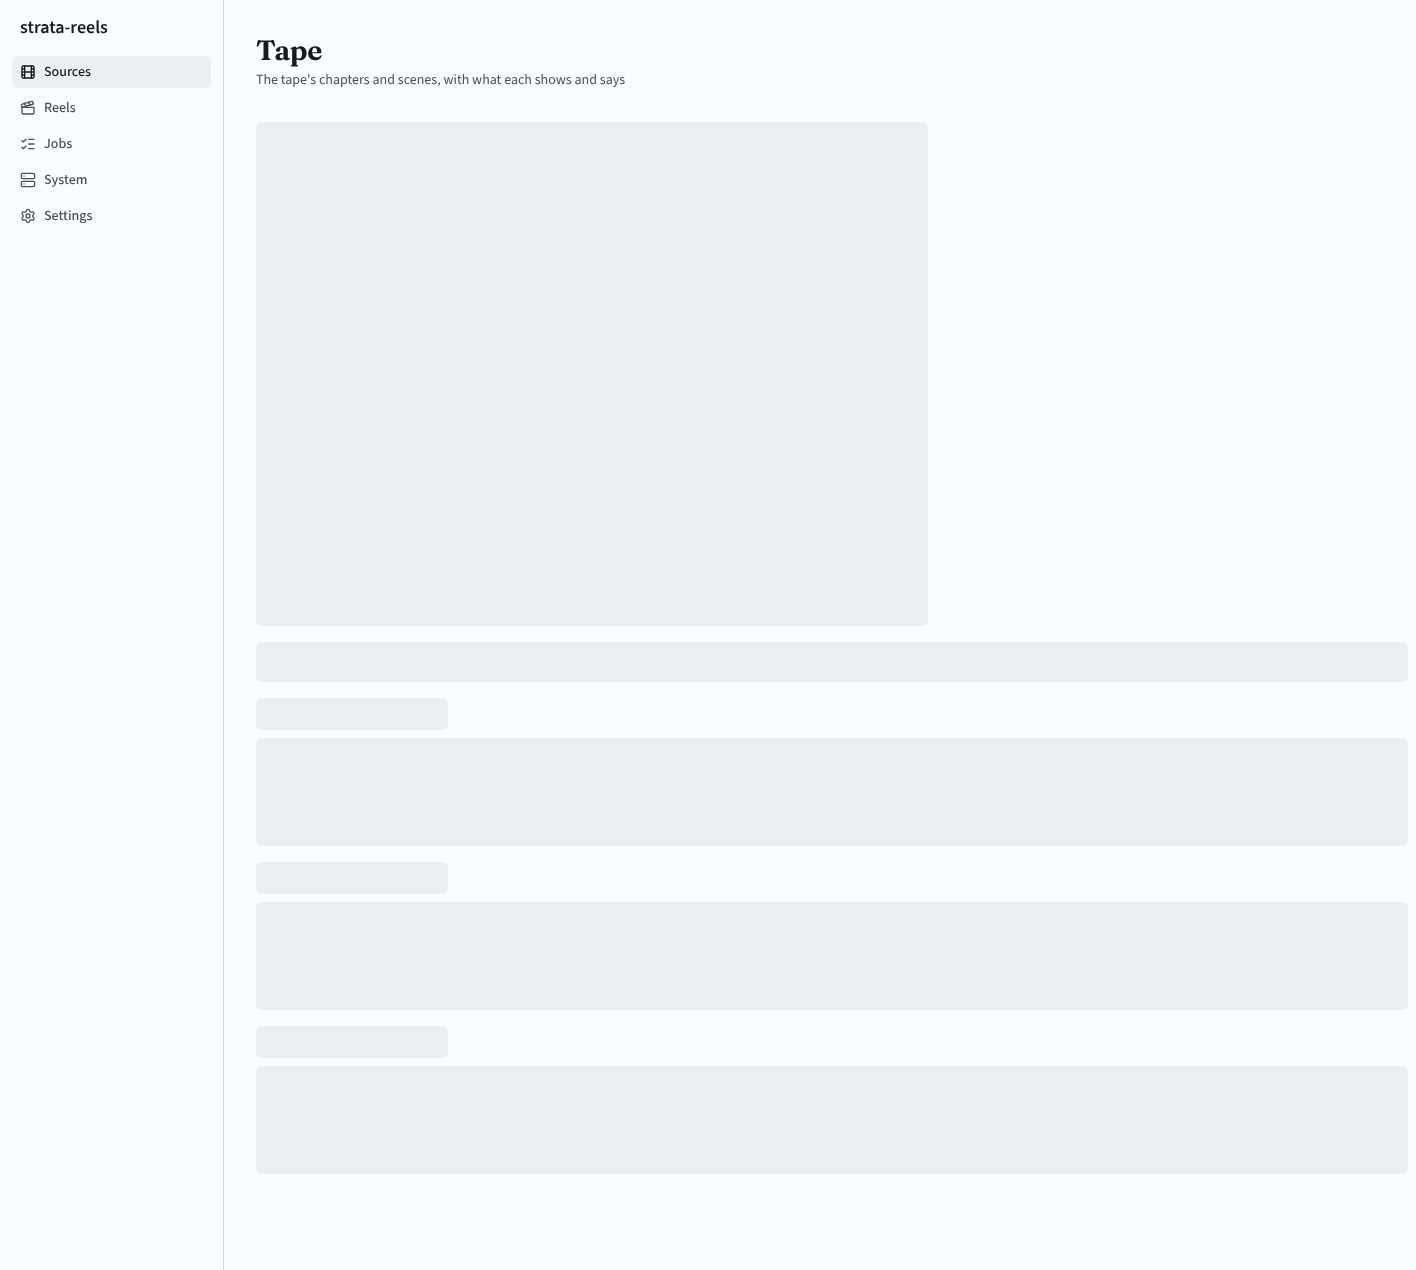 strata-reels
Sources
Reels
Jobs
System
Settings
Tape
The tape's chapters and scenes, with what each shows and says